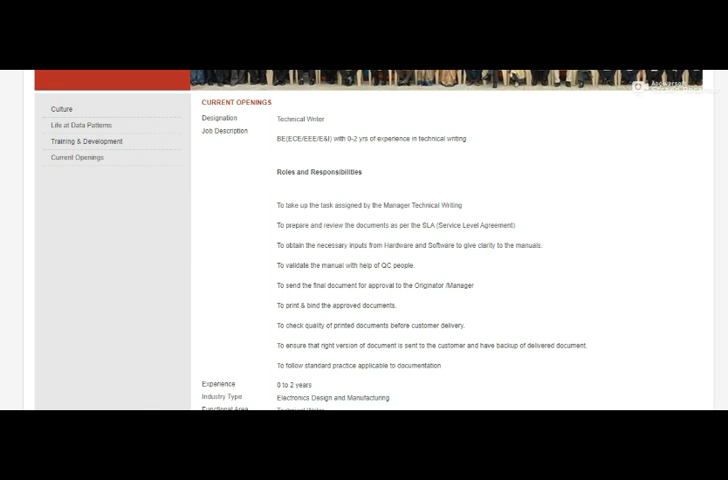 Culture
Life at Data Patterns
Training & Development
Current Openings
CURRENT OPENINGS
Designation Technical Writer
Job Description
BE(ECE/EEE/E&I) with 0-2 yrs of experience in technical writing
Roles and Responsibilities
To take up the task assigned by the Manager Technical Writing
To prepare and review the documents as per the SLA (Service Level Agreement)
To obtain the necessary inputs from Hardware and Software to give clarity to the manuals.
To validate the manual with help of QC people.
To send the final document for approval to the Originator /Manager
To print & bind the approved documents.
To check quality of printed documents before customer delivery.
To ensure that right version of document is sent to the customer and have backup of delivered document.
To follow standard practice applicable to documentation
Experience 0 to 2 years
Industry Type Electronics Design and Manufacturing
Functional Area Technical Writer